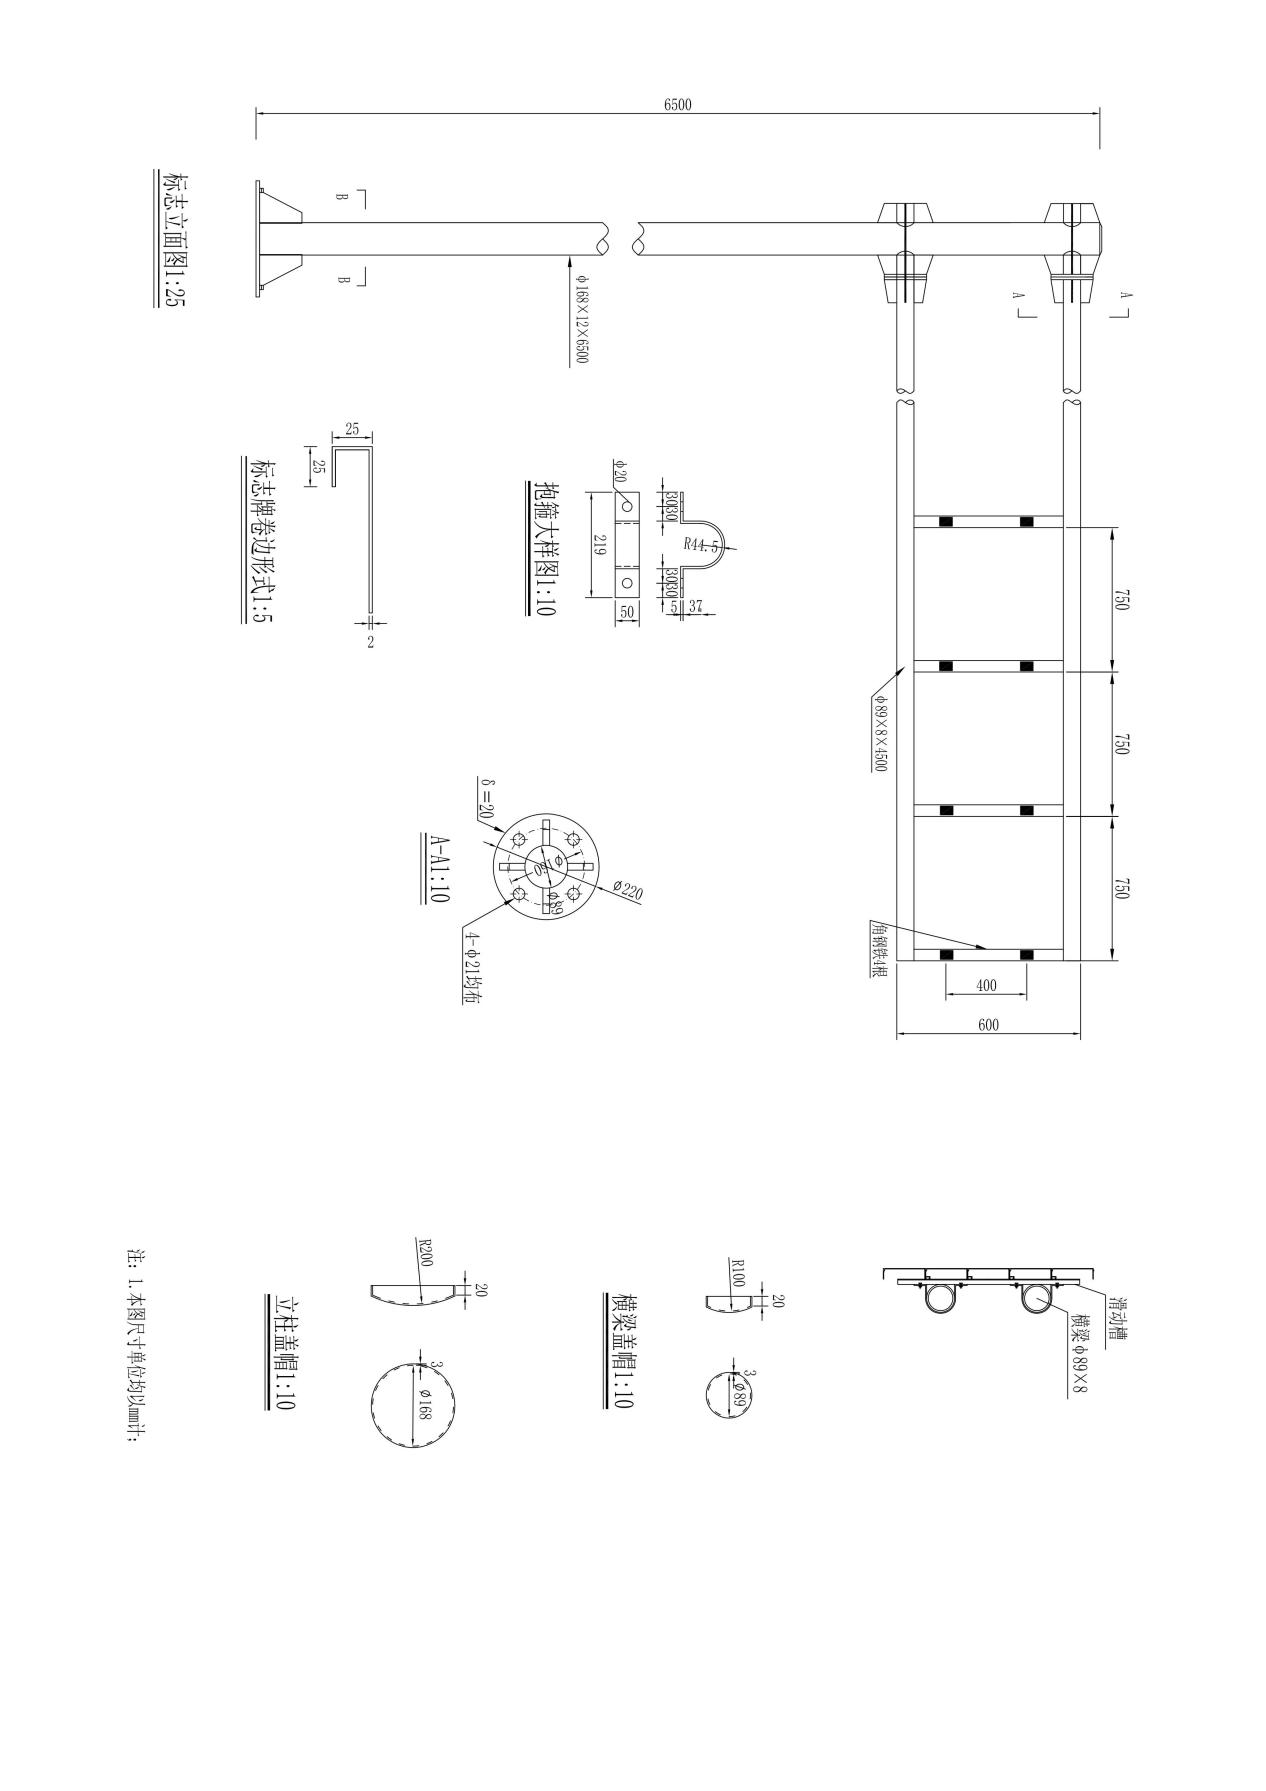 6500
B
B
φ168×12×6500
A
A
750
750
750
φ89×8×4500
角钢铁4根
400
600
标志立面图1:25
25
25
2
标志牌卷边形式1:5
φ20
219
50
3030
R44.5
3030
5
37
抱箍大样图1:10
δ=20
φ160
φ89
φ220
4-φ21均布
A-A1:10
滑动槽
横梁φ89×8
R100
20
3
φ89
横梁盖帽1:10
R200
20
3
φ168
立柱盖帽1:10
注：1.本图尺寸单位均以mm计；